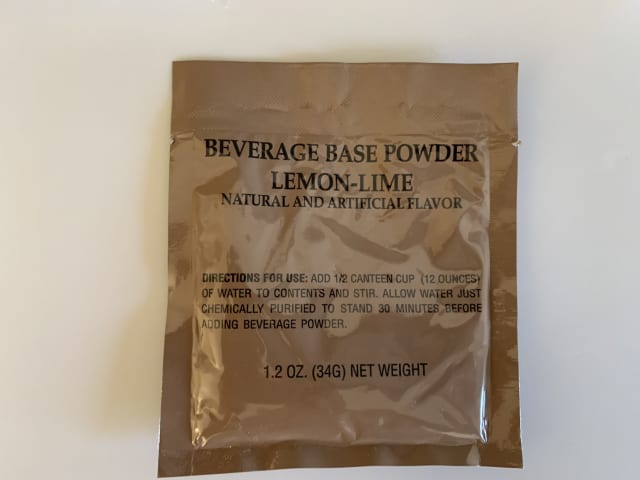 BEVERAGE BASE POWDER
LEMON-LIME
NATURAL AND ARTIFICIAL FLAVOR
DIRECTIONS FOR USE: ADD 1/2 CANTEEN CUP (12 OUNCES)
OF WATER TO CONTENTS AND STIR. ALLOW WATER JUST
CHEMICALLY PURIFIED TO STAND 30 MINUTES BEFORE
ADDING BEVERAGE POWDER.
1.2 OZ. (34G) NET WEIGHT